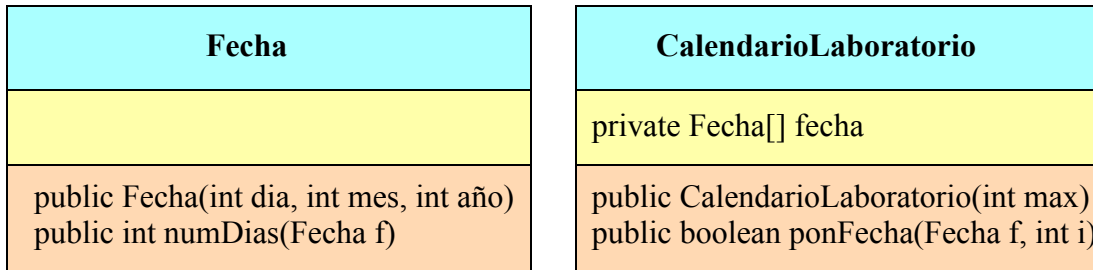 Fecha
public Fecha(int dia, int mes, int año)
public int numDias(Fecha f)
CalendarioLaboratorio
private Fecha[] fecha
public CalendarioLaboratorio(int max)
public boolean ponFecha(Fecha f, int i)